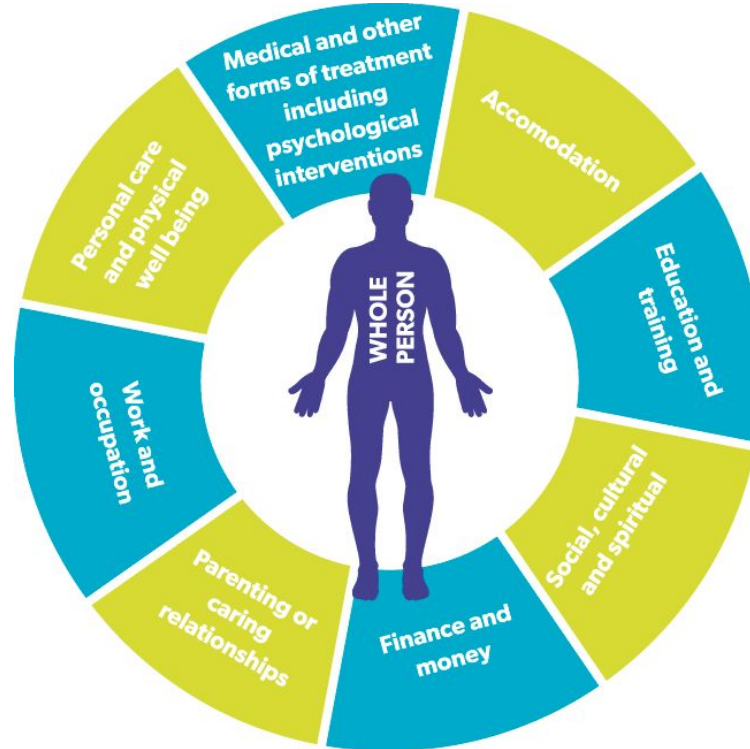 Medical and other
forms of treatment
including
psychological
interventions
Accomodation
Education and
training
Social, cultural
and spiritual
Finance and
money
Parenting or
caring
relationships
Work and
occupation
Personal care
and physical
well being
WHOLE
PERSON